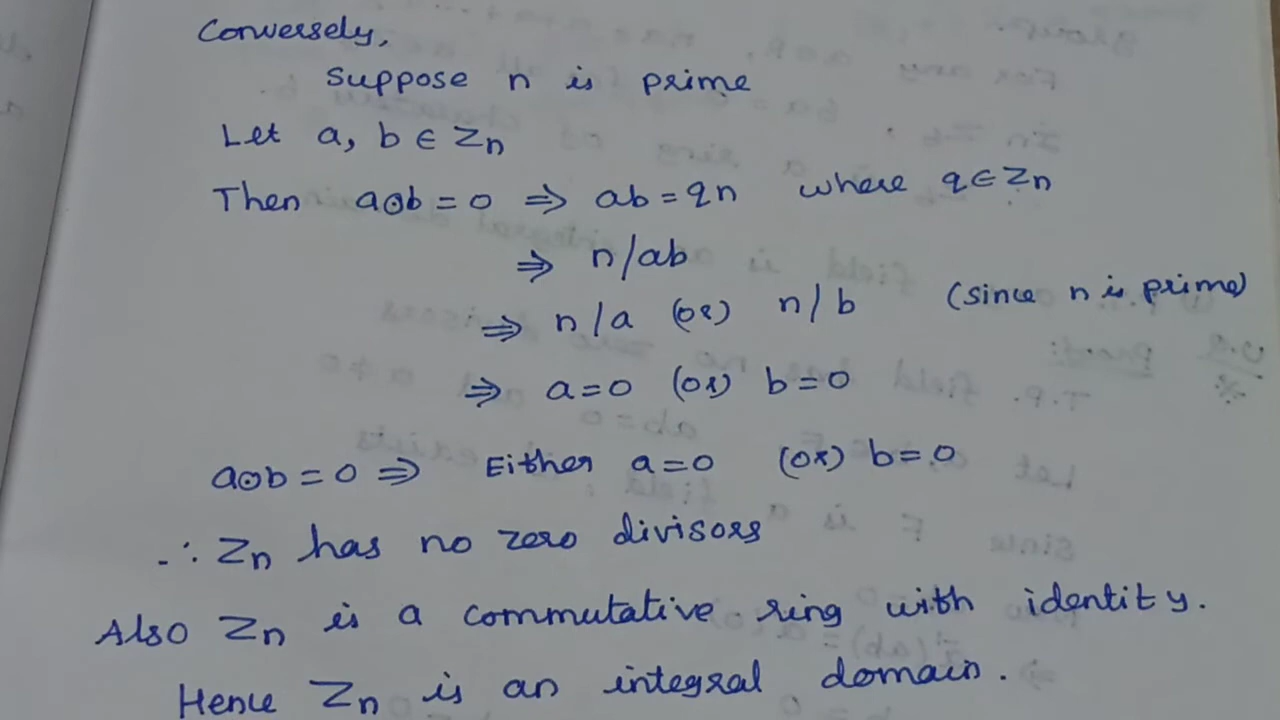 Conversely,
Suppose n is prime
Let a, b ∈ Zn
Then a⊙b = 0 ⇒ ab = qn where q ∈ Zn
⇒ n/ab
⇒ n/a (or) n/b (since n is prime)
⇒ a=0 (or) b=0
a⊙b = 0 ⇒ Either a=0 (or) b=0
∴ Zn has no zero divisors
Also Zn is a commutative ring with identity.
Hence Zn is an integral domain.